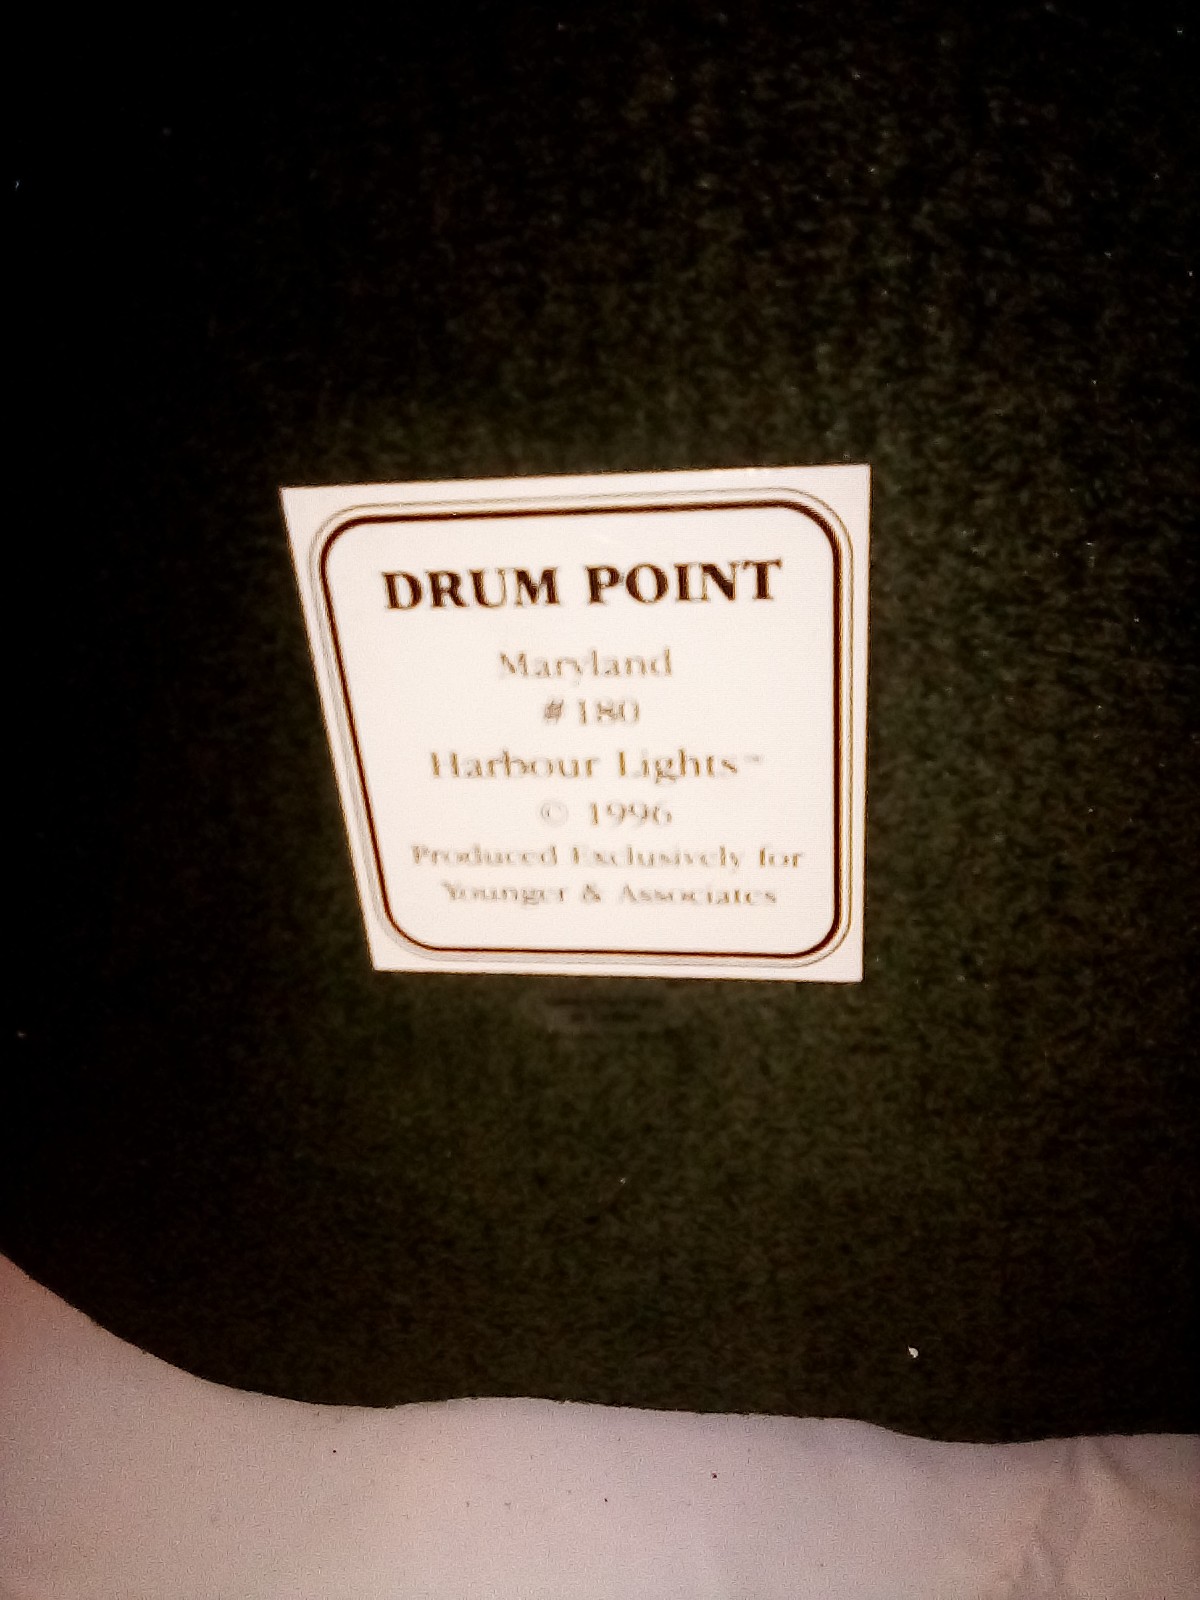 DRUM POINT
Maryland
#180
Harbour Lights™
© 1996
Produced Exclusively for
Younger & Associates